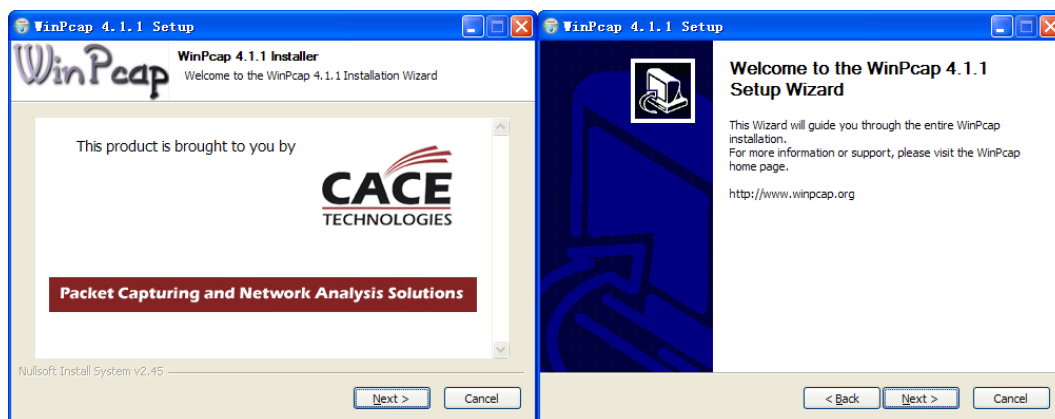 WinPcap 4.1.1 Setup
WinPcap
WinPcap 4.1.1 Installer
Welcome to the WinPcap 4.1.1 Installation Wizard
This product is brought to you by
CACE
TECHNOLOGIES
Packet Capturing and Network Analysis Solutions
Nullsoft Install System v2.45
Next >
Cancel
WinPcap 4.1.1 Setup
Welcome to the WinPcap 4.1.1
Setup Wizard
This Wizard will guide you through the entire WinPcap
installation.
For more information or support, please visit the WinPcap
home page.
http://www.winpcap.org
< Back
Next >
Cancel